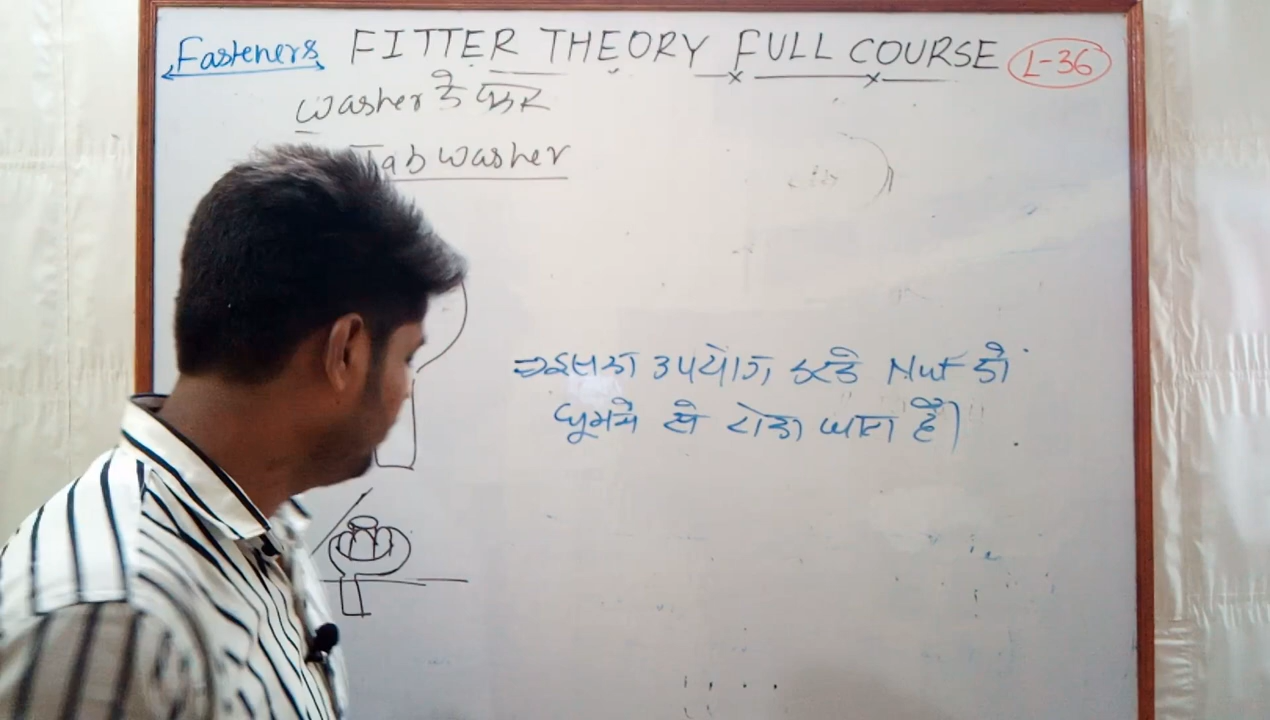 Fasteners FITTER THEORY FULL COURSE L-36
Washer के प्रकार
Tab washer
→ इसका उपयोग करके Nut को
घूमने से रोका जाता है।